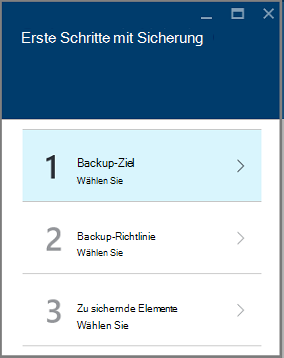 Erste Schritte mit Sicherung
1
Backup-Ziel
Wählen Sie
2
Backup-Richtlinie
Wählen Sie
3
Zu sichernde Elemente
Wählen Sie